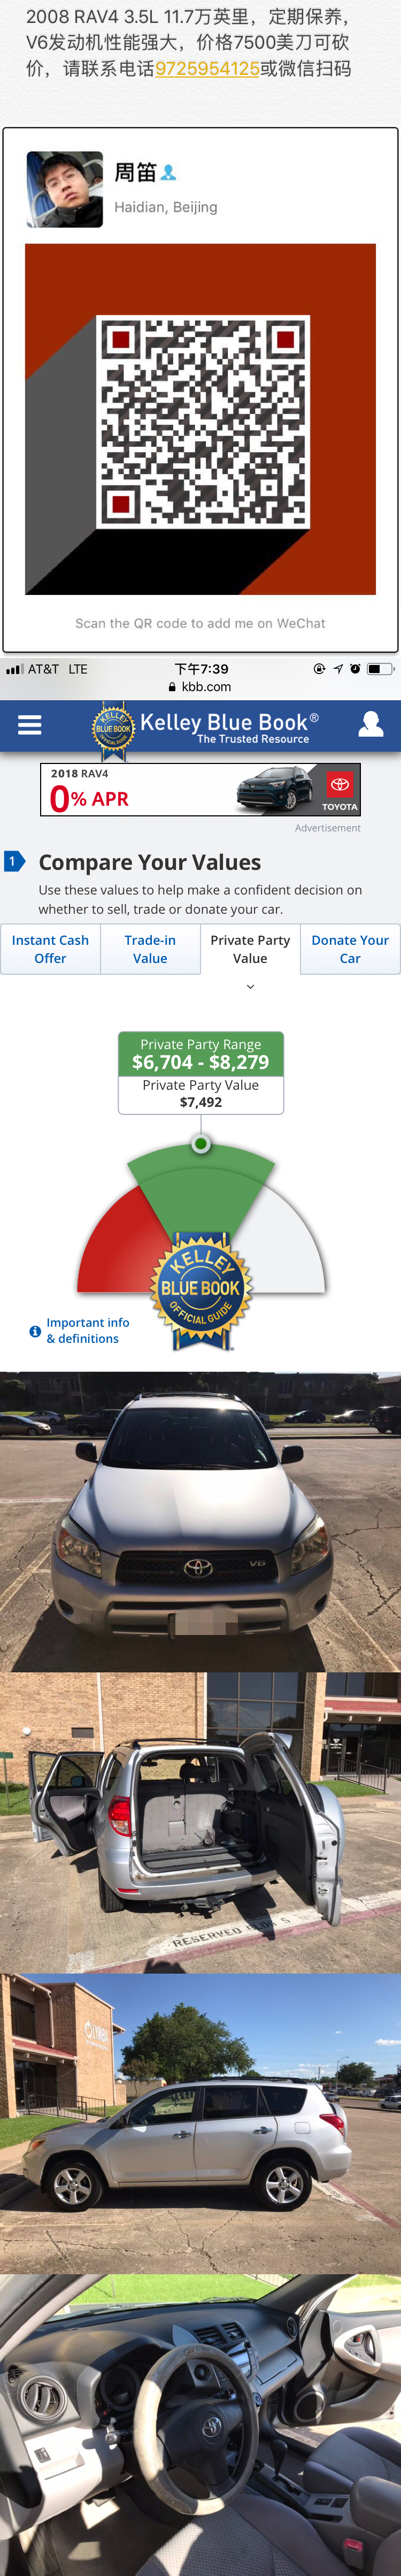 2008 RAV4 3.5L 11.7万英里，定期保养，
V6发动机性能强大，价格7500美刀可砍
价，请联系电话9725954125或微信扫码
周笛
Haidian, Beijing
Scan the QR code to add me on WeChat
AT&T LTE 下午7:39
kbb.com
KELLEY BLUE BOOK OFFICIAL GUIDE
Kelley Blue Book®
The Trusted Resource
2018 RAV4
0% APR
TOYOTA
Advertisement
1 Compare Your Values
Use these values to help make a confident decision on
whether to sell, trade or donate your car.
Instant Cash Offer
Trade-in Value
Private Party Value
Donate Your Car
Private Party Range
$6,704 - $8,279
Private Party Value
$7,492
KELLEY
BLUE BOOK
OFFICIAL GUIDE
Important info
& definitions
V6
RESERVED